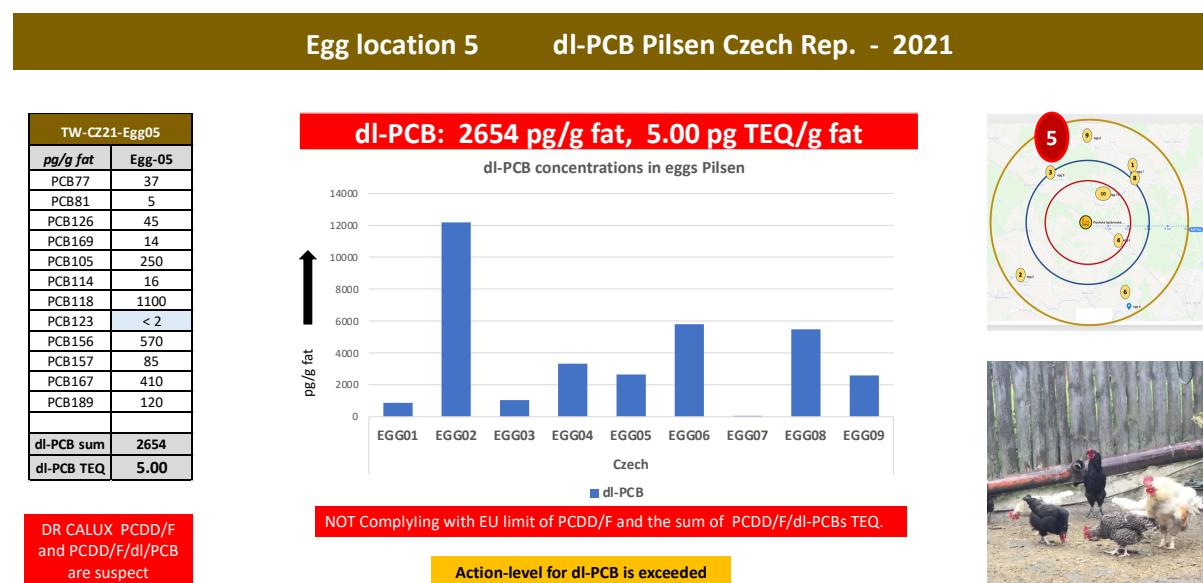 Egg location 5 dl-PCB Pilsen Czech Rep. - 2021
TW-CZ21-Egg05
pg/g fat Egg-05
PCB77 37
PCB81 5
PCB126 45
PCB169 14
PCB105 250
PCB114 16
PCB118 1100
PCB123 < 2
PCB156 570
PCB157 85
PCB167 410
PCB189 120
dl-PCB sum 2654
dl-PCB TEQ 5.00
DR CALUX PCDD/F
and PCDD/F/dl/PCB
are suspect
dl-PCB: 2654 pg/g fat, 5.00 pg TEQ/g fat
dl-PCB concentrations in eggs Pilsen
pg/g fat
14000
12000
10000
8000
6000
4000
2000
0
EGG01 EGG02 EGG03 EGG04 EGG05 EGG06 EGG07 EGG08 EGG09
Czech
dl-PCB
NOT Complyling with EU limit of PCDD/F and the sum of PCDD/F/dl-PCBs TEQ.
Action-level for dl-PCB is exceeded
5
9
1
3
8
10
4
2
6